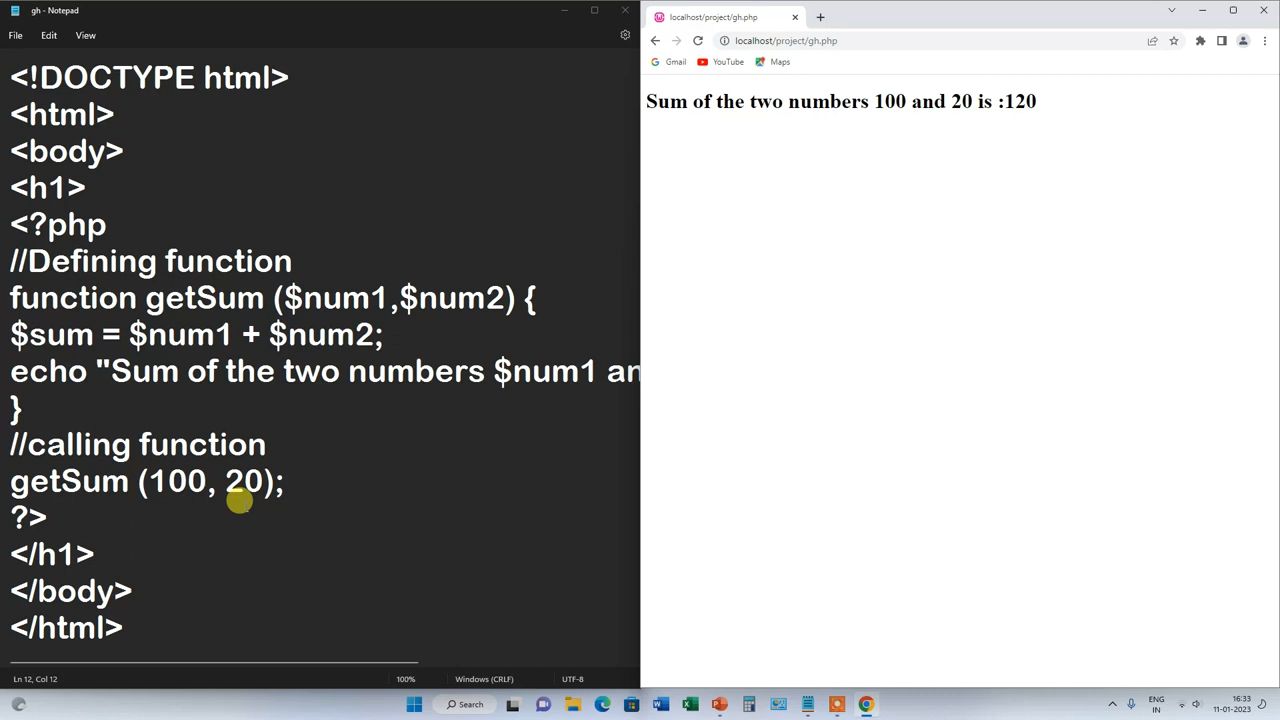 gh - Notepad
File Edit View
<!DOCTYPE html>
<html>
<body>
<h1>
<?php
//Defining function
function getSum ($num1,$num2) {
$sum = $num1 + $num2;
echo "Sum of the two numbers $num1 an
}
//calling function
getSum (100, 20);
?>
</h1>
</body>
</html>
Ln 12, Col 12 100% Windows (CRLF) UTF-8
localhost/project/gh.php
localhost/project/gh.php
Gmail YouTube Maps
Sum of the two numbers 100 and 20 is :120
Search
ENG
IN
16:33
11-01-2023